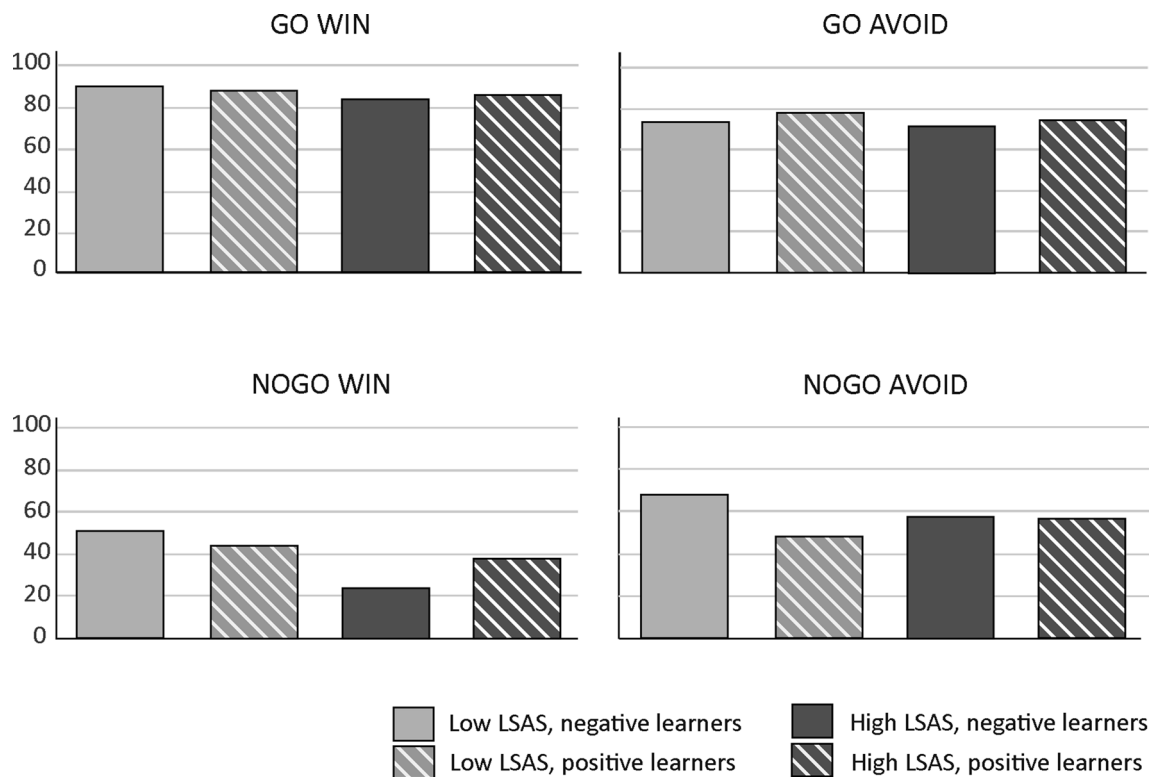 GO WIN
GO AVOID
100
80
60
40
20
0
NOGO WIN
NOGO AVOID
100
80
60
40
20
0
Low LSAS, negative learners
High LSAS, negative learners
Low LSAS, positive learners
High LSAS, positive learners